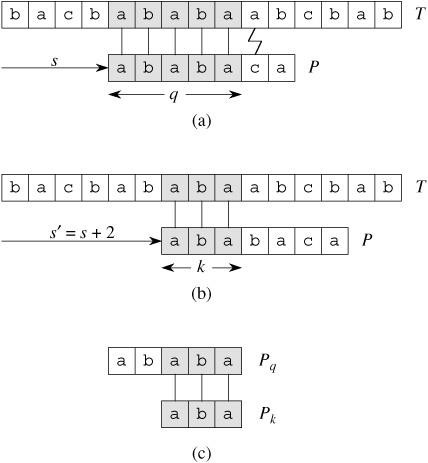 b a c b a b a b a a b c b a b T
s a b a b a c a P
q
(a)
b a c b a b a b a a b c b a b T
s′ = s + 2 a b a b a c a P
k
(b)
a b a b a P_q
a b a P_k
(c)